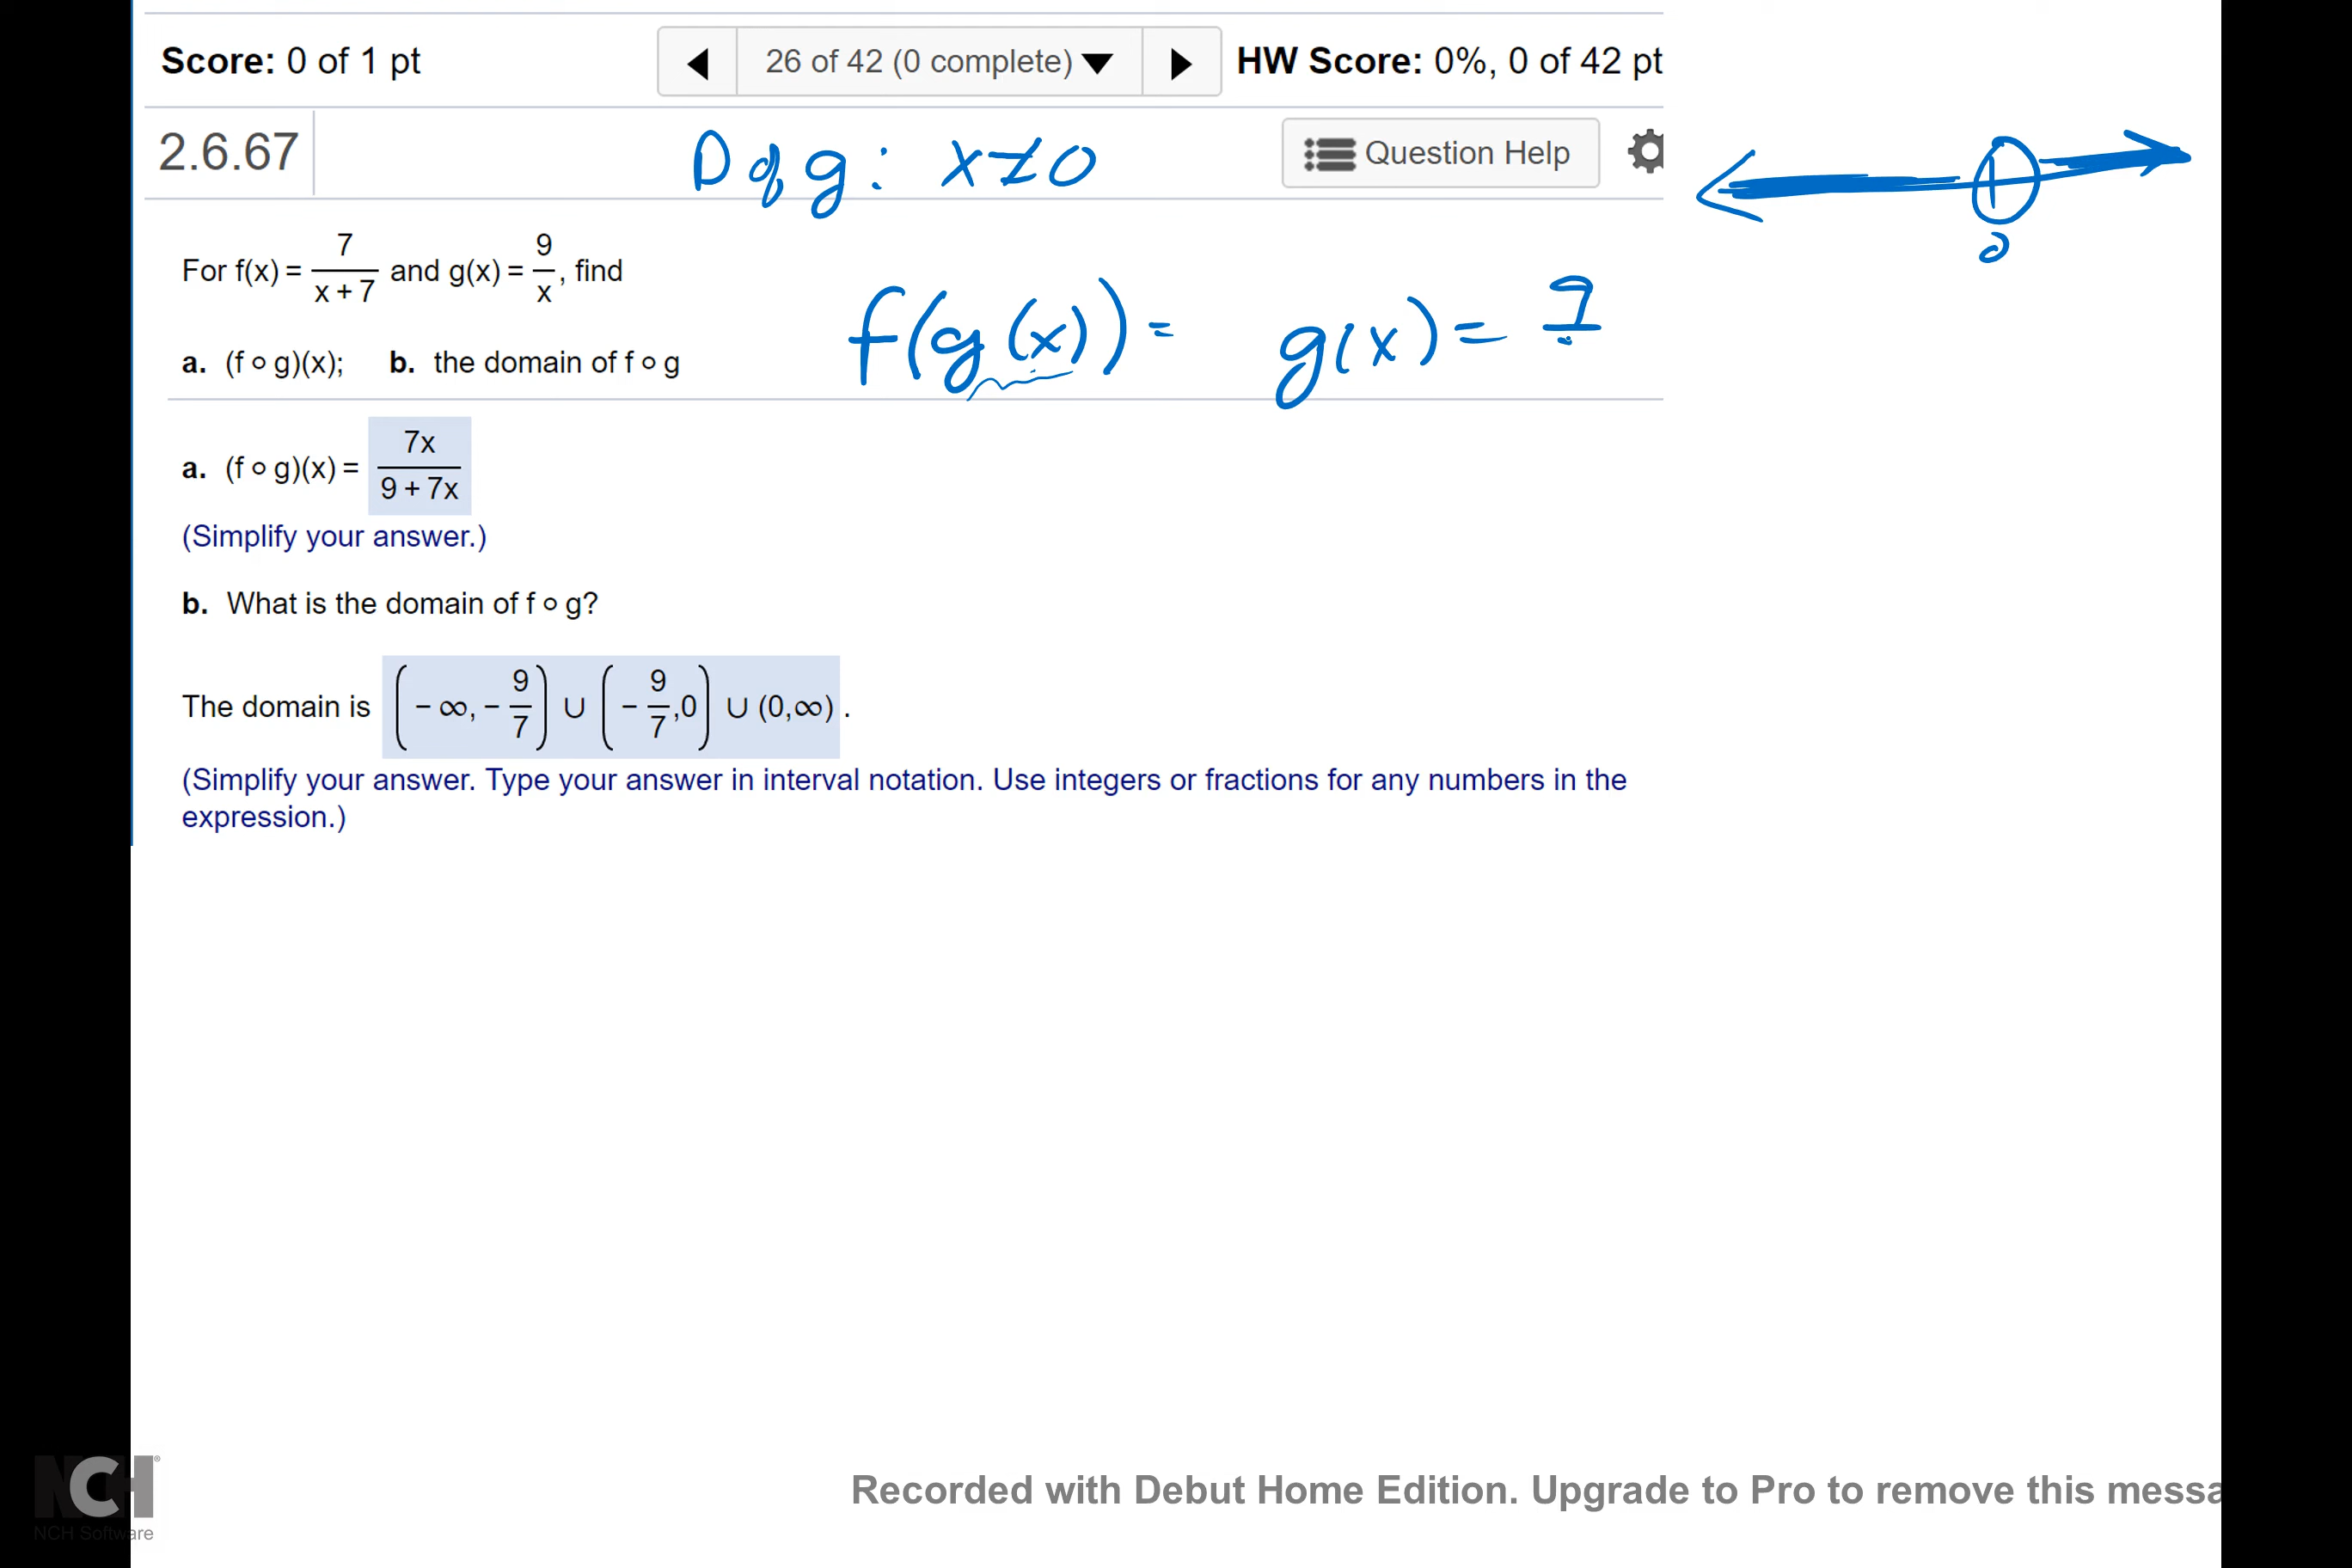 Score: 0 of 1 pt
26 of 42 (0 complete)
HW Score: 0%, 0 of 42 pt
2.6.67
D of g: x≠0
Question Help
0
For f(x) = 7/(x + 7) and g(x) = 9/x, find
f(g(x)) = g(x) = 9
a. (f ∘ g)(x); b. the domain of f ∘ g
a. (f ∘ g)(x) = 7x/(9 + 7x)
(Simplify your answer.)
b. What is the domain of f ∘ g?
The domain is (− ∞, − 9/7) ∪ (− 9/7,0) ∪ (0,∞) .
(Simplify your answer. Type your answer in interval notation. Use integers or fractions for any numbers in the
expression.)
NCH®
NCH Software
Recorded with Debut Home Edition. Upgrade to Pro to remove this messa